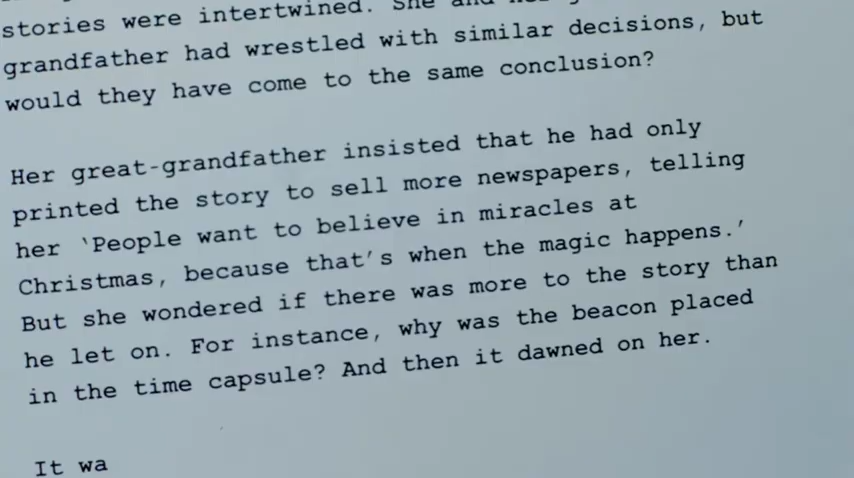 stories were intertwined. She and
grandfather had wrestled with similar decisions, but
would they have come to the same conclusion?
Her great-grandfather insisted that he had only
printed the story to sell more newspapers, telling
her 'People want to believe in miracles at
Christmas, because that's when the magic happens.'
But she wondered if there was more to the story than
he let on. For instance, why was the beacon placed
in the time capsule? And then it dawned on her.
It wa